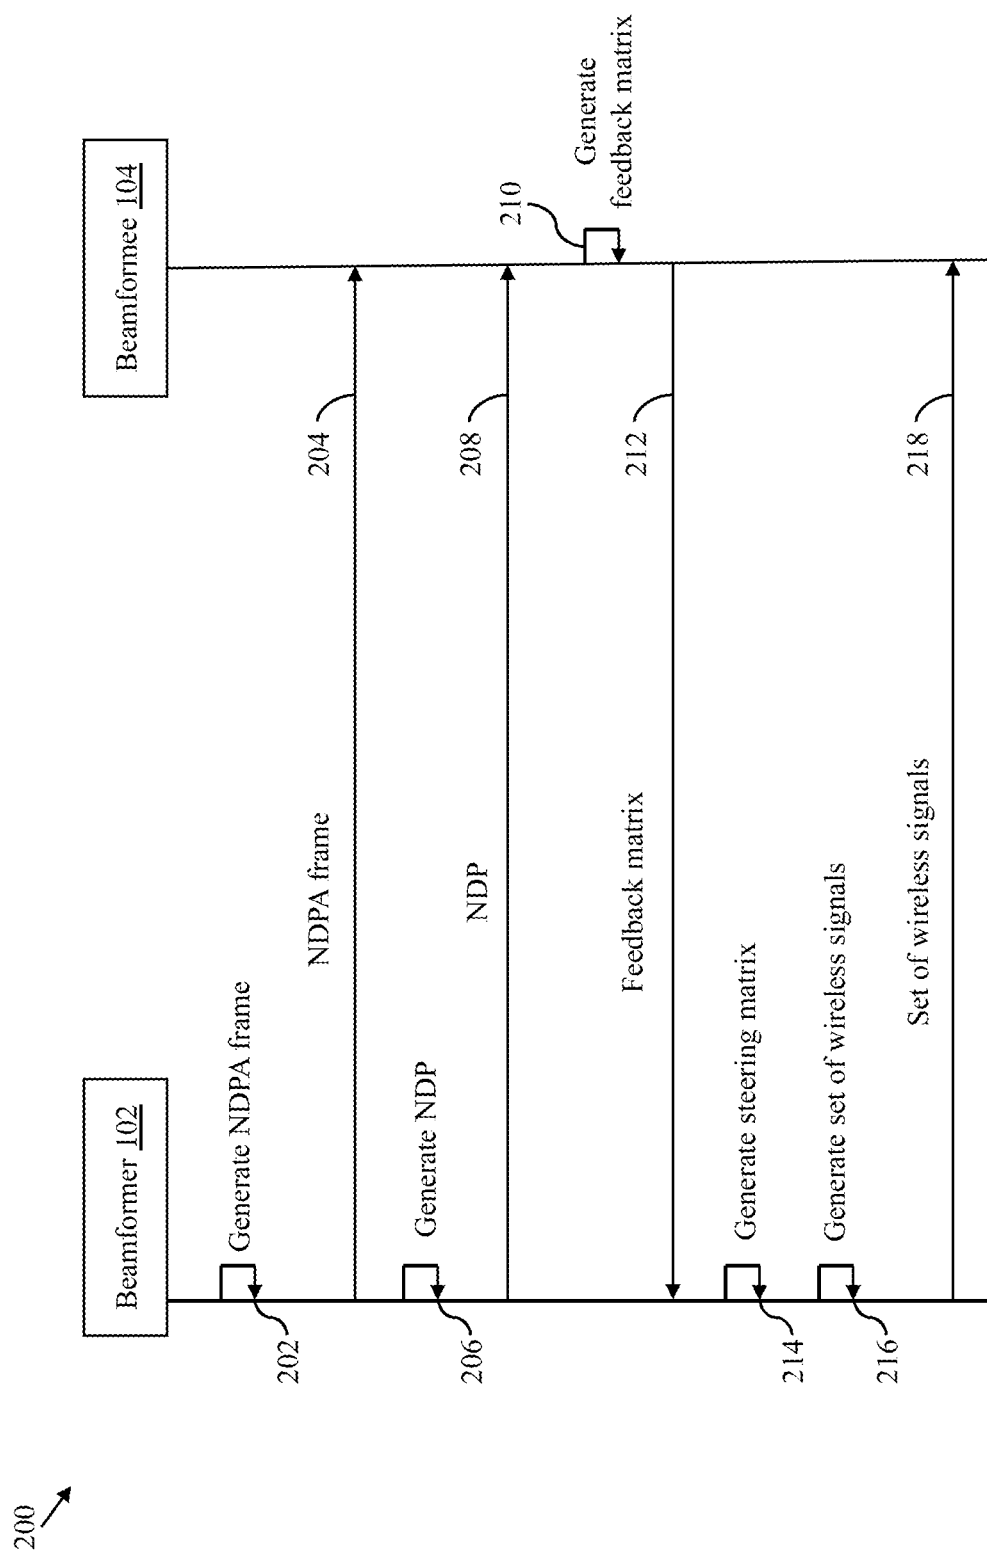 200
Beamformer 102
Beamformee 104
Generate NDPA frame
202
NDPA frame
204
Generate NDP
206
NDP
208
210
Generate
feedback matrix
Feedback matrix
212
Generate steering matrix
214
Generate set of wireless signals
216
Set of wireless signals
218